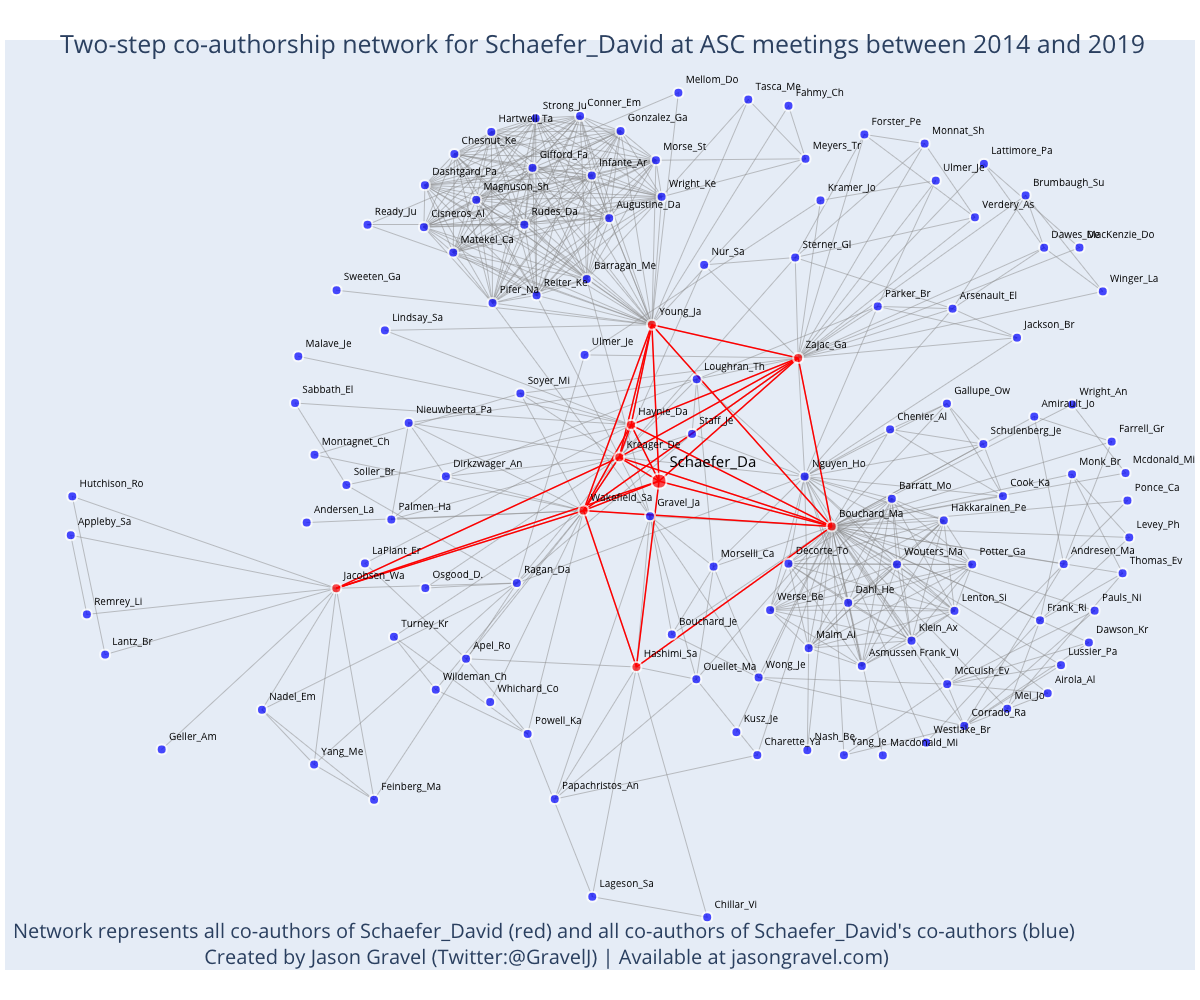 Two-step co-authorship network for Schaefer_David at ASC meetings between 2014 and 2019
Mellom_Do
Tasca_Me
Fahmy_Ch
Strong_Ju
Conner_Em
Hartwell_Ta
Gonzalez_Ga
Forster_Pe
Monnat_Sh
Chesnut_Ke
Gifford_Fa
Infante_Ar
Morse_St
Meyers_Tr
Lattimore_Pa
Dashtgard_Pa
Magnuson_Sh
Wright_Ke
Kramer_Jo
Ulmer_Je
Brumbaugh_Su
Ready_Ju
Cisneros_Al
Rudes_Da
Augustine_Da
Verdery_As
Matekel_Ca
Nur_Sa
Sterner_Gl
MacKenzie_Do
Sweeten_Ga
Pifer_Na
Reiter_Ke
Barragan_Me
Parker_Br
Arsenault_El
Winger_La
Lindsay_Sa
Young_Ja
Jackson_Br
Malave_Je
Ulmer_Je
Zajac_Ga
Loughran_Th
Sabbath_El
Soyer_Mi
Gallupe_Ow
Wright_An
Nieuwbeerta_Pa
Haynie_Da
Staff_Je
Chenier_Al
Amirault_Jo
Montagnet_Ch
Kreager_De
Schulenberg_Je
Farrell_Gr
Soller_Br
Dirkzwager_An
Schaefer_Da
Nguyen_Ho
Monk_Br
Mcdonald_Mi
Hutchison_Ro
Andersen_La
Palmen_Ha
Wakefield_Sa
Gravel_Ja
Barratt_Mo
Cook_Ka
Ponce_Ca
Appleby_Sa
Bouchard_Ma
Hakkarainen_Pe
Levey_Ph
LaPlant_Er
Jacobsen_Wa
Osgood_D.
Ragan_Da
Morselli_Ca
Decorte_To
Wouters_Ma
Potter_Ga
Andresen_Ma
Thomas_Ev
Remrey_Li
Werse_Be
Dahl_He
Lenton_Si
Frank_Ri
Pauls_Ni
Lantz_Br
Turney_Kr
Bouchard_Je
Malm_Al
Klein_Ax
Dawson_Kr
Apel_Ro
Hashimi_Sa
Asmussen Frank_Vi
Lussier_Pa
Wildeman_Ch
Whichard_Co
Ouellet_Ma
Wong_Je
McCuish_Ev
Airola_Al
Nadel_Em
Powell_Ka
Kusz_Je
Corrado_Ra
Mei_Jo
Geller_Am
Yang_Me
Charette_Ya
Nash_Be
Yang_Je
Macdonald_Mi
Westlake_Br
Feinberg_Ma
Papachristos_An
Lageson_Sa
Chillar_Vi
Network represents all co-authors of Schaefer_David (red) and all co-authors of Schaefer_David's co-authors (blue)
Created by Jason Gravel (Twitter:@GravelJ) | Available at jasongravel.com)